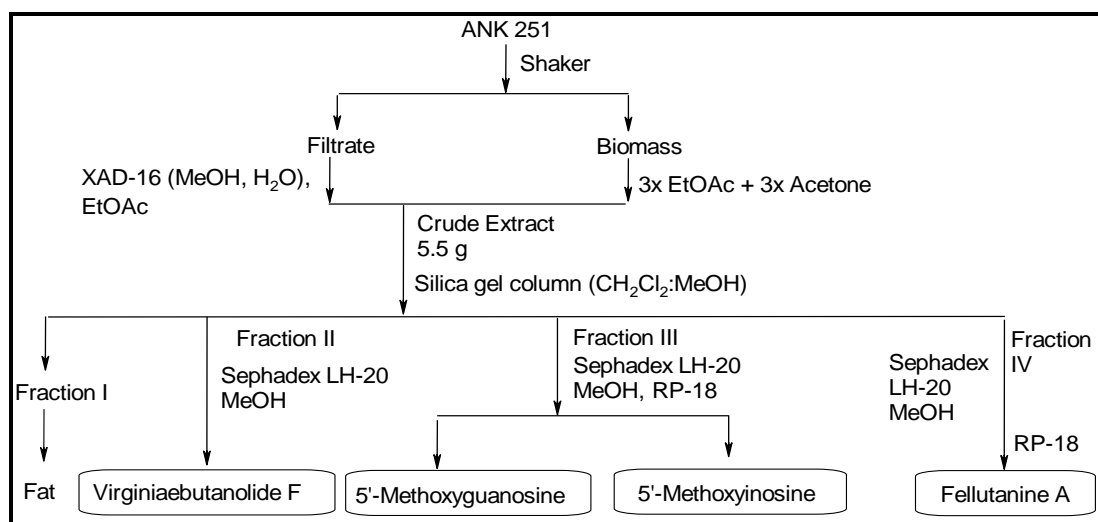 ANK 251
Shaker
Filtrate
Biomass
XAD-16 (MeOH, H₂O),
EtOAc
3x EtOAc + 3x Acetone
Crude Extract
5.5 g
Silica gel column (CH₂Cl₂:MeOH)
Fraction I
Fat
Fraction II
Sephadex LH-20
MeOH
Virginiaebutanolide F
Fraction III
Sephadex LH-20
MeOH, RP-18
5'-Methoxyguanosine
5'-Methoxyinosine
Fraction
IV
Sephadex
LH-20
MeOH
RP-18
Fellutanine A